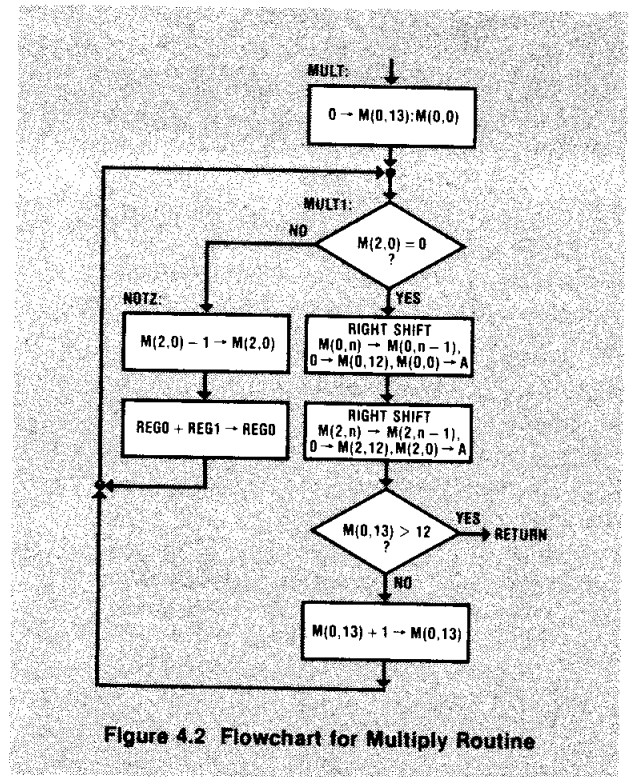 MULT:
0 → M(0,13):M(0,0)
MULT1:
NO
M(2,0) = 0
?
NOTZ:
YES
M(2,0) − 1 → M(2,0)
RIGHT SHIFT
M(0,n) → M(0,n − 1),
0 → M(0,12), M(0,0) → A
REG0 + REG1 → REG0
RIGHT SHIFT
M(2,n) → M(2,n − 1),
0 → M(2,12), M(2,0) → A
M(0,13) > 12
?
YES
RETURN
NO
M(0,13) + 1 → M(0,13)
Figure 4.2 Flowchart for Multiply Routine